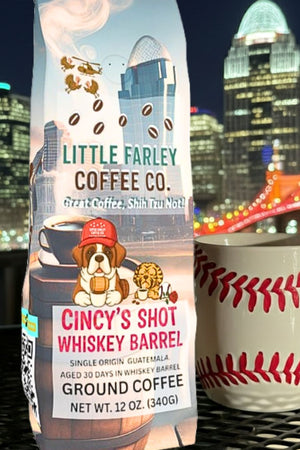 LITTLE FARLEY
COFFEE CO.
Great Coffee, Shih Tzu Not!
CINCY'S SHOT
WHISKEY BARREL
SINGLE ORIGIN GUATEMALA
AGED 30 DAYS IN WHISKEY BARREL
GROUND COFFEE
NET WT. 12 OZ. (340G)